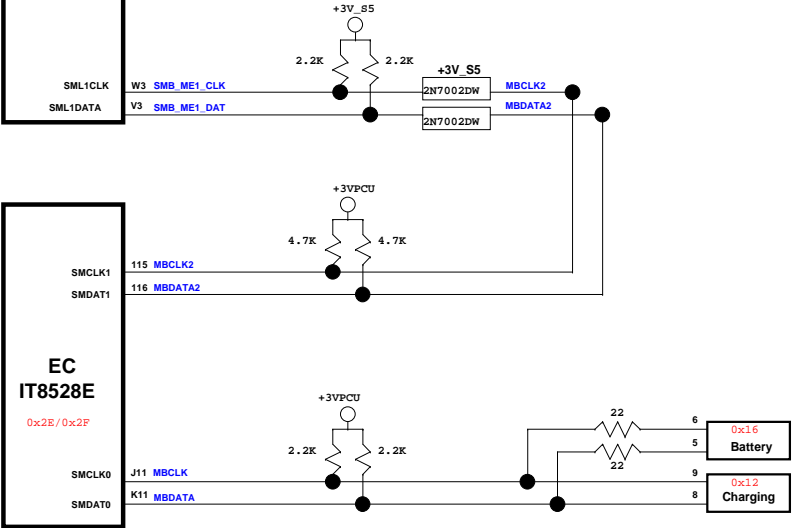 +3V_S5
2.2K 2.2K
+3V_S5
SML1CLK W3 SMB_ME1_CLK 2N7002DW MBCLK2
SML1DATA V3 SMB_ME1_DAT 2N7002DW MBDATA2
+3VPCU
4.7K 4.7K
SMCLK1 115 MBCLK2
SMDAT1 116 MBDATA2
EC
IT8528E
0x2E/0x2F
+3VPCU
2.2K 2.2K
22 6 0x16
22 5 Battery
SMCLK0 J11 MBCLK 9 0x12
SMDAT0 K11 MBDATA 8 Charging